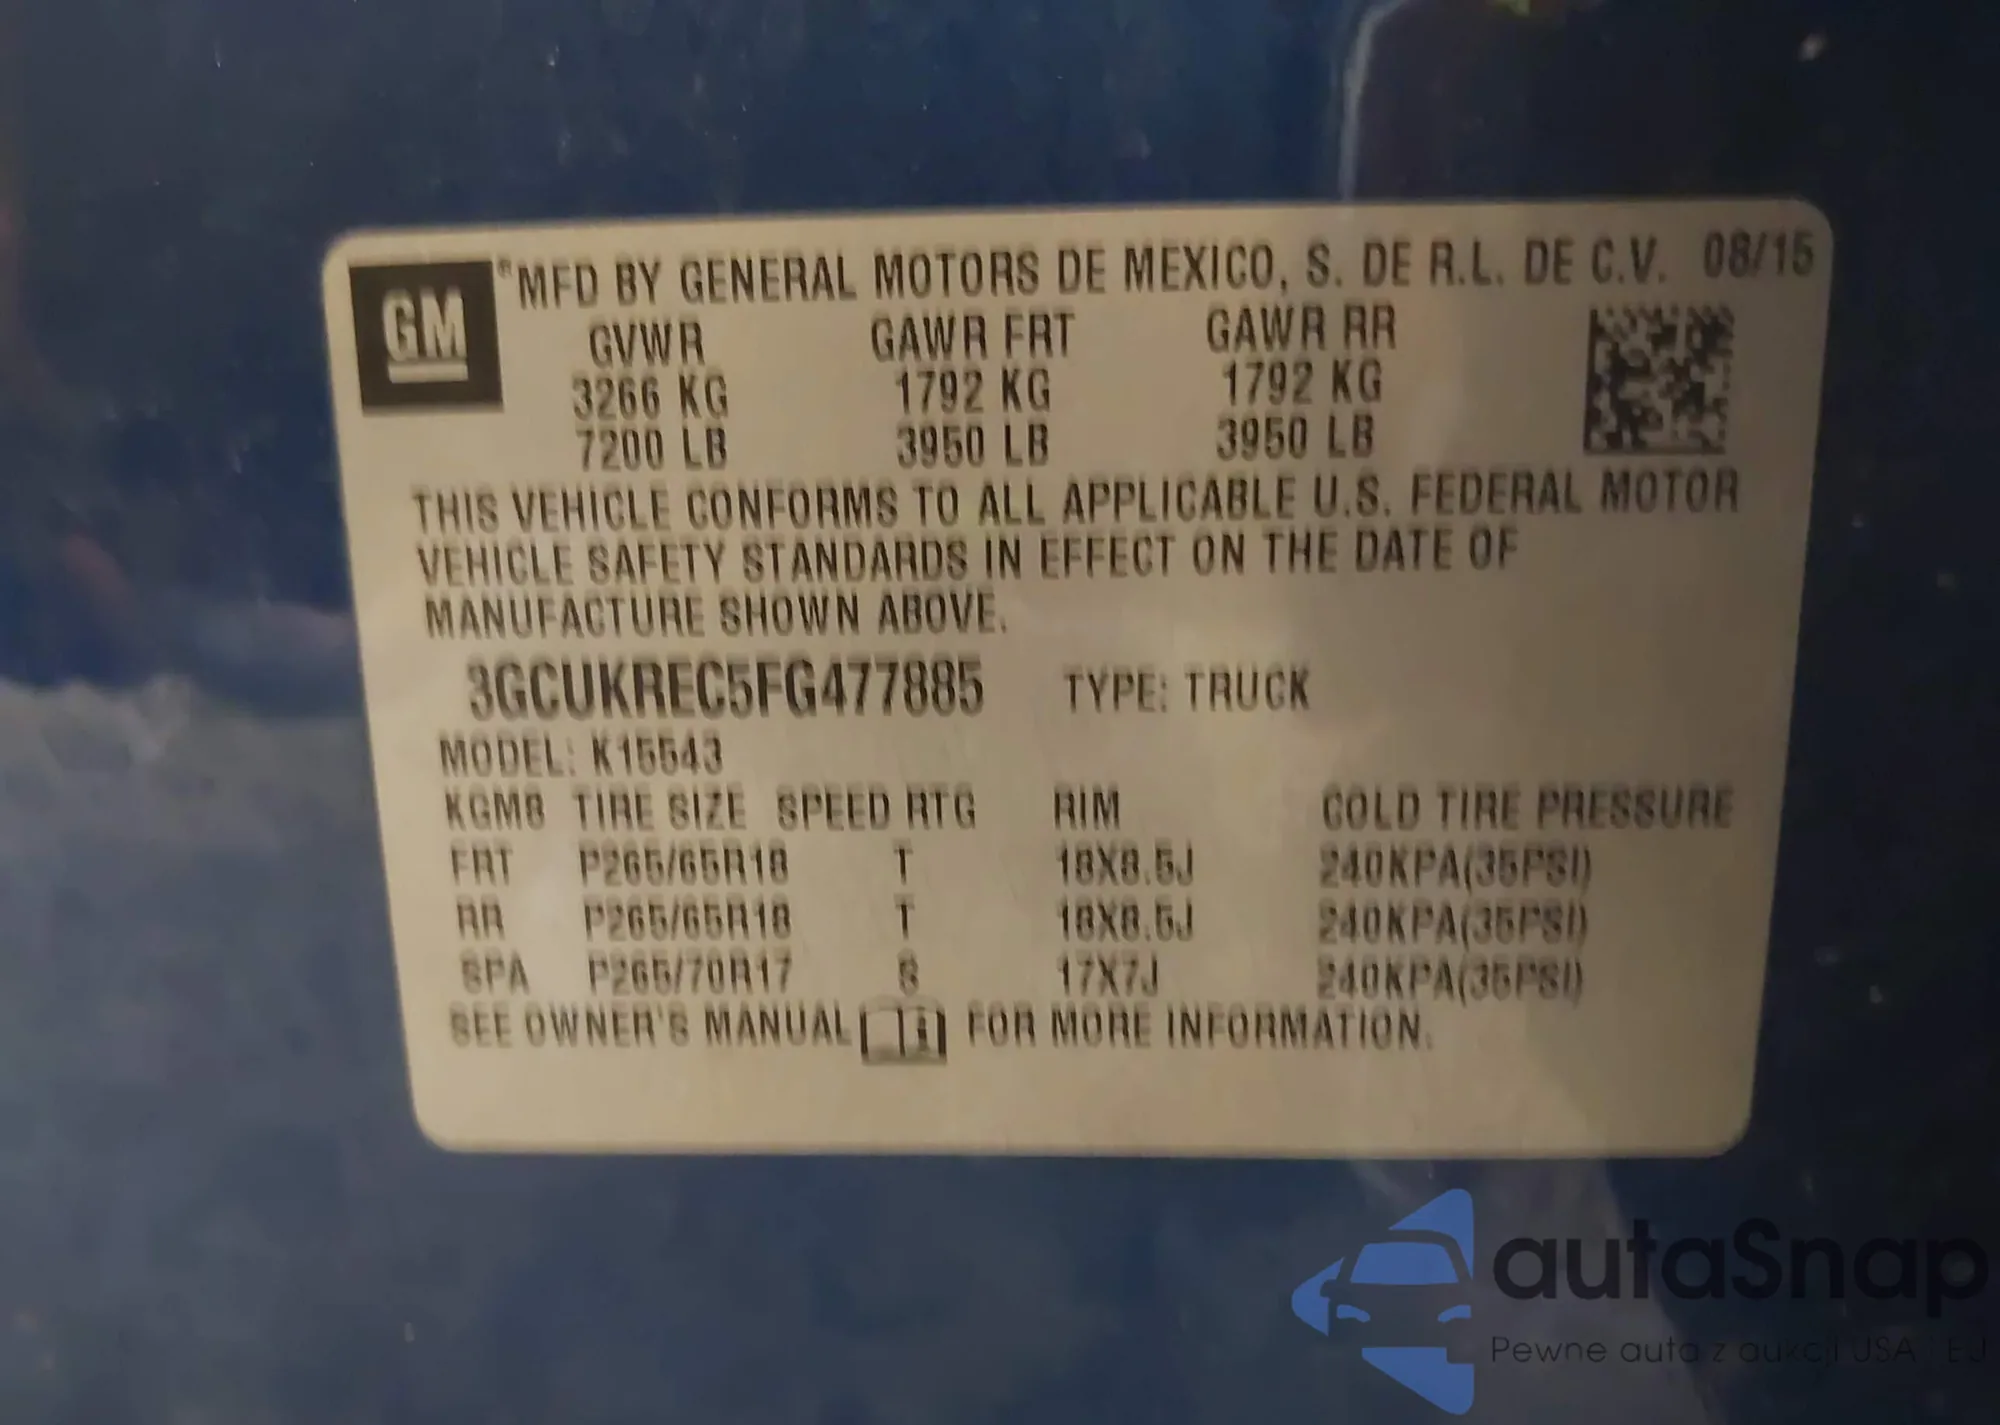 GM ®MFD BY GENERAL MOTORS DE MEXICO, S. DE R.L. DE C.V. 08/15
GVWR GAWR FRT GAWR RR
3266 KG 1792 KG 1792 KG
7200 LB 3950 LB 3950 LB
THIS VEHICLE CONFORMS TO ALL APPLICABLE U.S. FEDERAL MOTOR
VEHICLE SAFETY STANDARDS IN EFFECT ON THE DATE OF
MANUFACTURE SHOWN ABOVE.
3GCUKREC5FG477885 TYPE: TRUCK
MODEL: K15543
TIRE SIZE SPEED RTG RIM COLD TIRE PRESSURE
FRT P265/65R18 T 18X8.5J 240KPA(35PSI)
RR P265/65R18 T 18X8.5J 240KPA(35PSI)
SPA P265/70R17 S 17X7J 240KPA(35PSI)
SEE OWNER'S MANUAL FOR MORE INFORMATION.
autaSnap
Pewne auta z aukcji USA